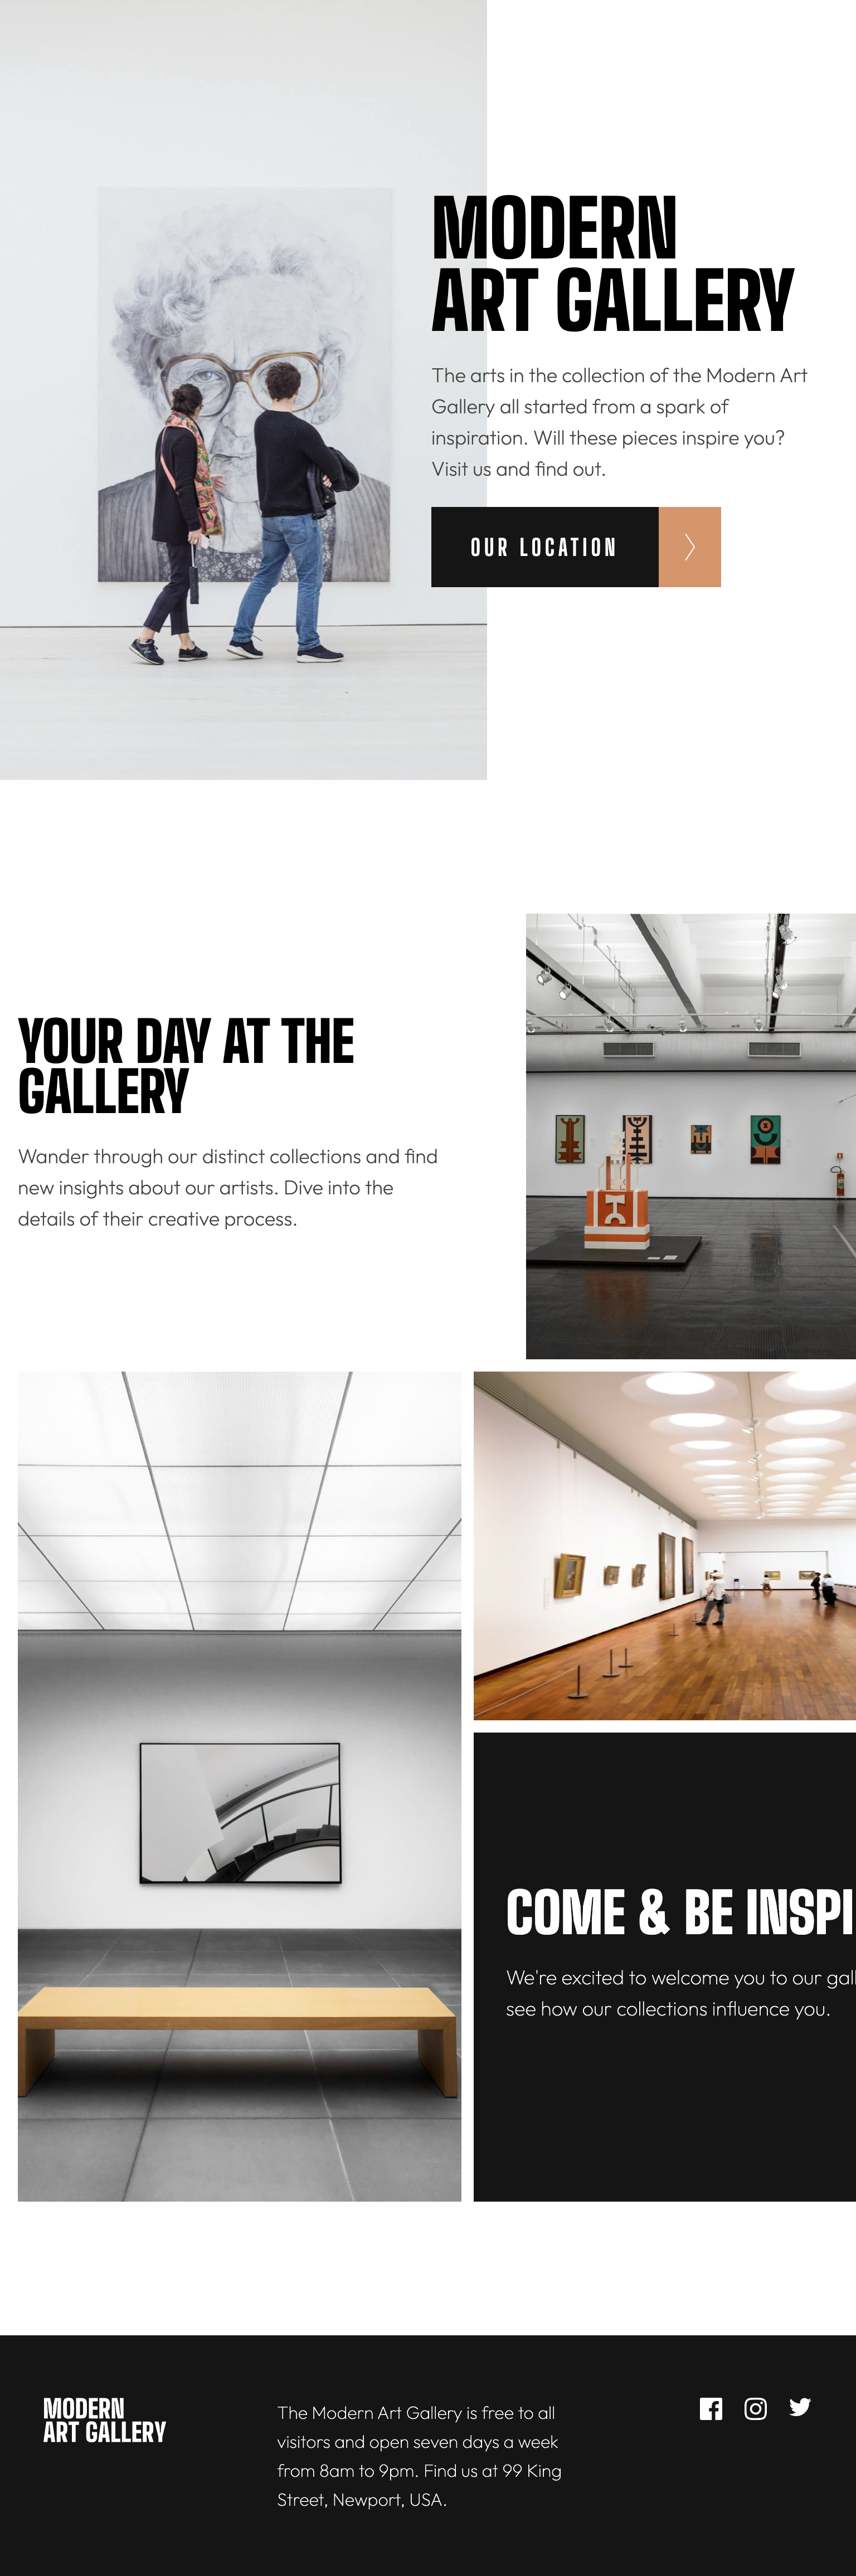 MODERN
ART GALLERY
The arts in the collection of the Modern Art
Gallery all started from a spark of
inspiration. Will these pieces inspire you?
Visit us and find out.
OUR LOCATION
YOUR DAY AT THE
GALLERY
Wander through our distinct collections and find
new insights about our artists. Dive into the
details of their creative process.
COME & BE INSPI
We're excited to welcome you to our gall
see how our collections influence you.
MODERN
ART GALLERY
The Modern Art Gallery is free to all
visitors and open seven days a week
from 8am to 9pm. Find us at 99 King
Street, Newport, USA.